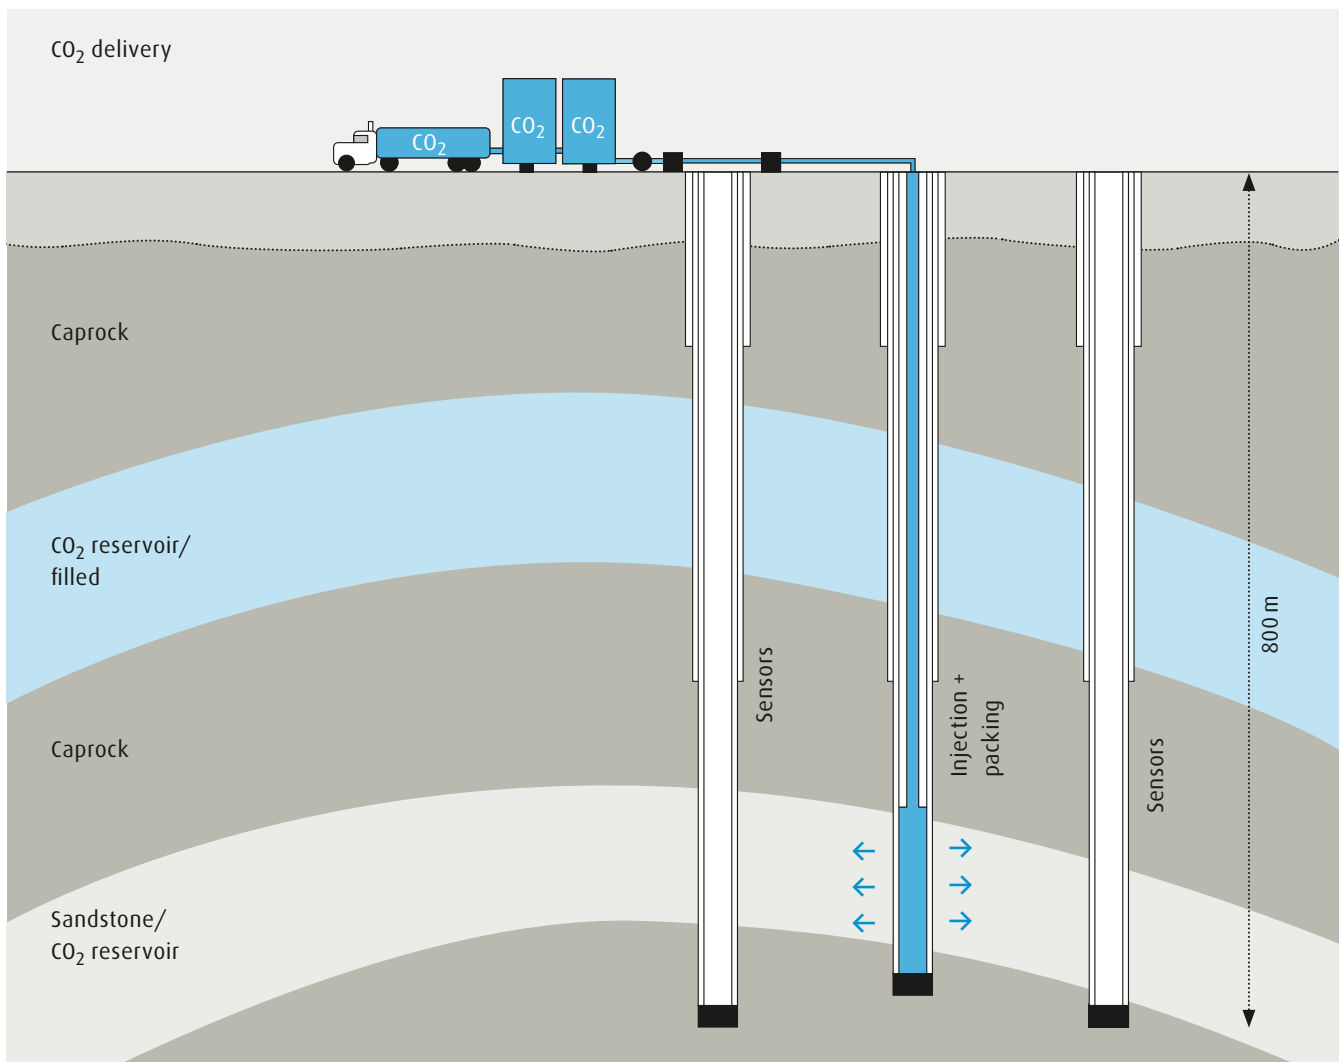 CO₂ delivery
CO₂
CO₂
CO₂
Caprock
CO₂ reservoir/
filled
800 m
Sensors
Injection +
packing
Caprock
Sensors
Sandstone/
CO₂ reservoir